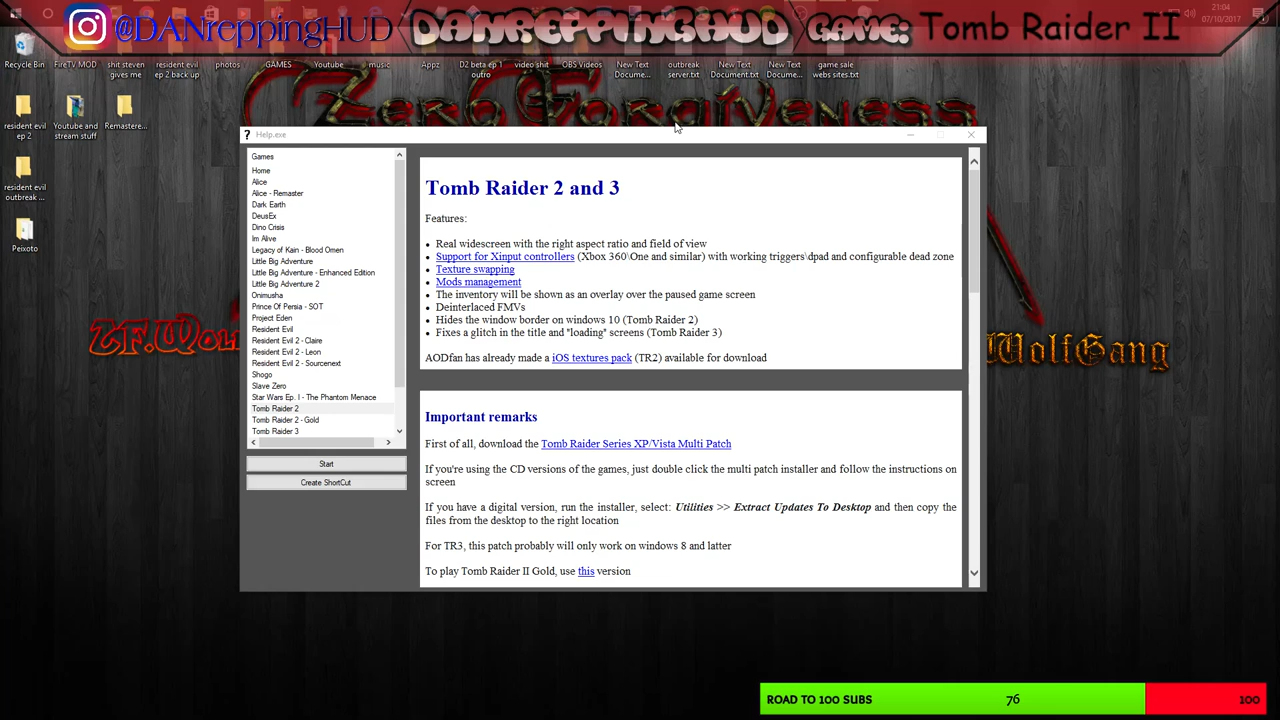 @DANreppingHUD DANREPPINGHUD GAME: Tomb Raider II
21:04
07/10/2017
Recycle Bin
FireTV MOD
shit steven gives me
resident evil ep 2 back up
photos
GAMES
Youtube
music
Appz
D2 beta ep 1 outro
video shit
OBS Videos
New Text Docume...
outbreak server.txt
New Text Document.txt
New Text Docume...
game sale webs sites.txt
Zero Forgiveness
resident evil ep 2
Youtube and stream stuff
Remastere...
resident evil outbreak ...
Peixoto
ZF.Wo
WolfGang
Help.exe
Games
Home
Alice
Alice - Remaster
Dark Earth
DeusEx
Dino Crisis
Im Alive
Legacy of Kain - Blood Omen
Little Big Adventure
Little Big Adventure - Enhanced Edition
Little Big Adventure 2
Onimusha
Prince Of Persia - SOT
Project Eden
Resident Evil
Resident Evil 2 - Claire
Resident Evil 2 - Leon
Resident Evil 2 - Sourcenext
Shogo
Slave Zero
Star Wars Ep. I - The Phantom Menace
Tomb Raider 2
Tomb Raider 2 - Gold
Tomb Raider 3
Start
Create ShortCut
Tomb Raider 2 and 3
Features:
• Real widescreen with the right aspect ratio and field of view
• Support for Xinput controllers (Xbox 360\One and similar) with working triggers\dpad and configurable dead zone
• Texture swapping
• Mods management
• The inventory will be shown as an overlay over the paused game screen
• Deinterlaced FMVs
• Hides the window border on windows 10 (Tomb Raider 2)
• Fixes a glitch in the title and "loading" screens (Tomb Raider 3)
AODfan has already made a iOS textures pack (TR2) available for download
Important remarks
First of all, download the Tomb Raider Series XP/Vista Multi Patch
If you're using the CD versions of the games, just double click the multi patch installer and follow the instructions on
screen
If you have a digital version, run the installer, select: Utilities >> Extract Updates To Desktop and then copy the
files from the desktop to the right location
For TR3, this patch probably will only work on windows 8 and latter
To play Tomb Raider II Gold, use this version
ROAD TO 100 SUBS 76 100